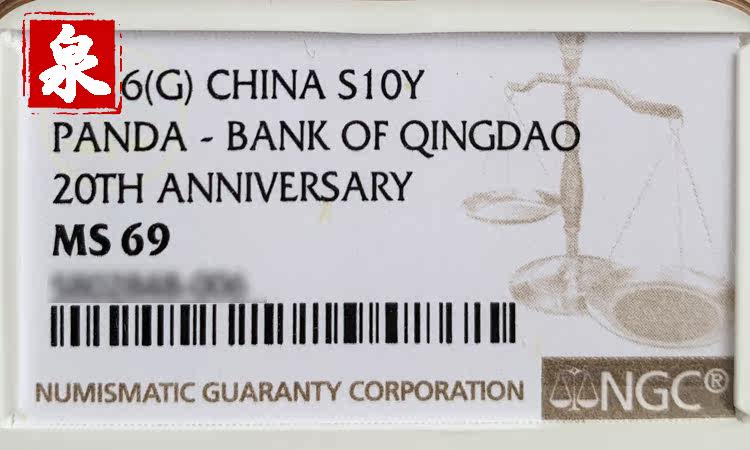 泉
6(G) CHINA S10Y
PANDA - BANK OF QINGDAO
20TH ANNIVERSARY
MS 69
NUMISMATIC GUARANTY CORPORATION
NGC®